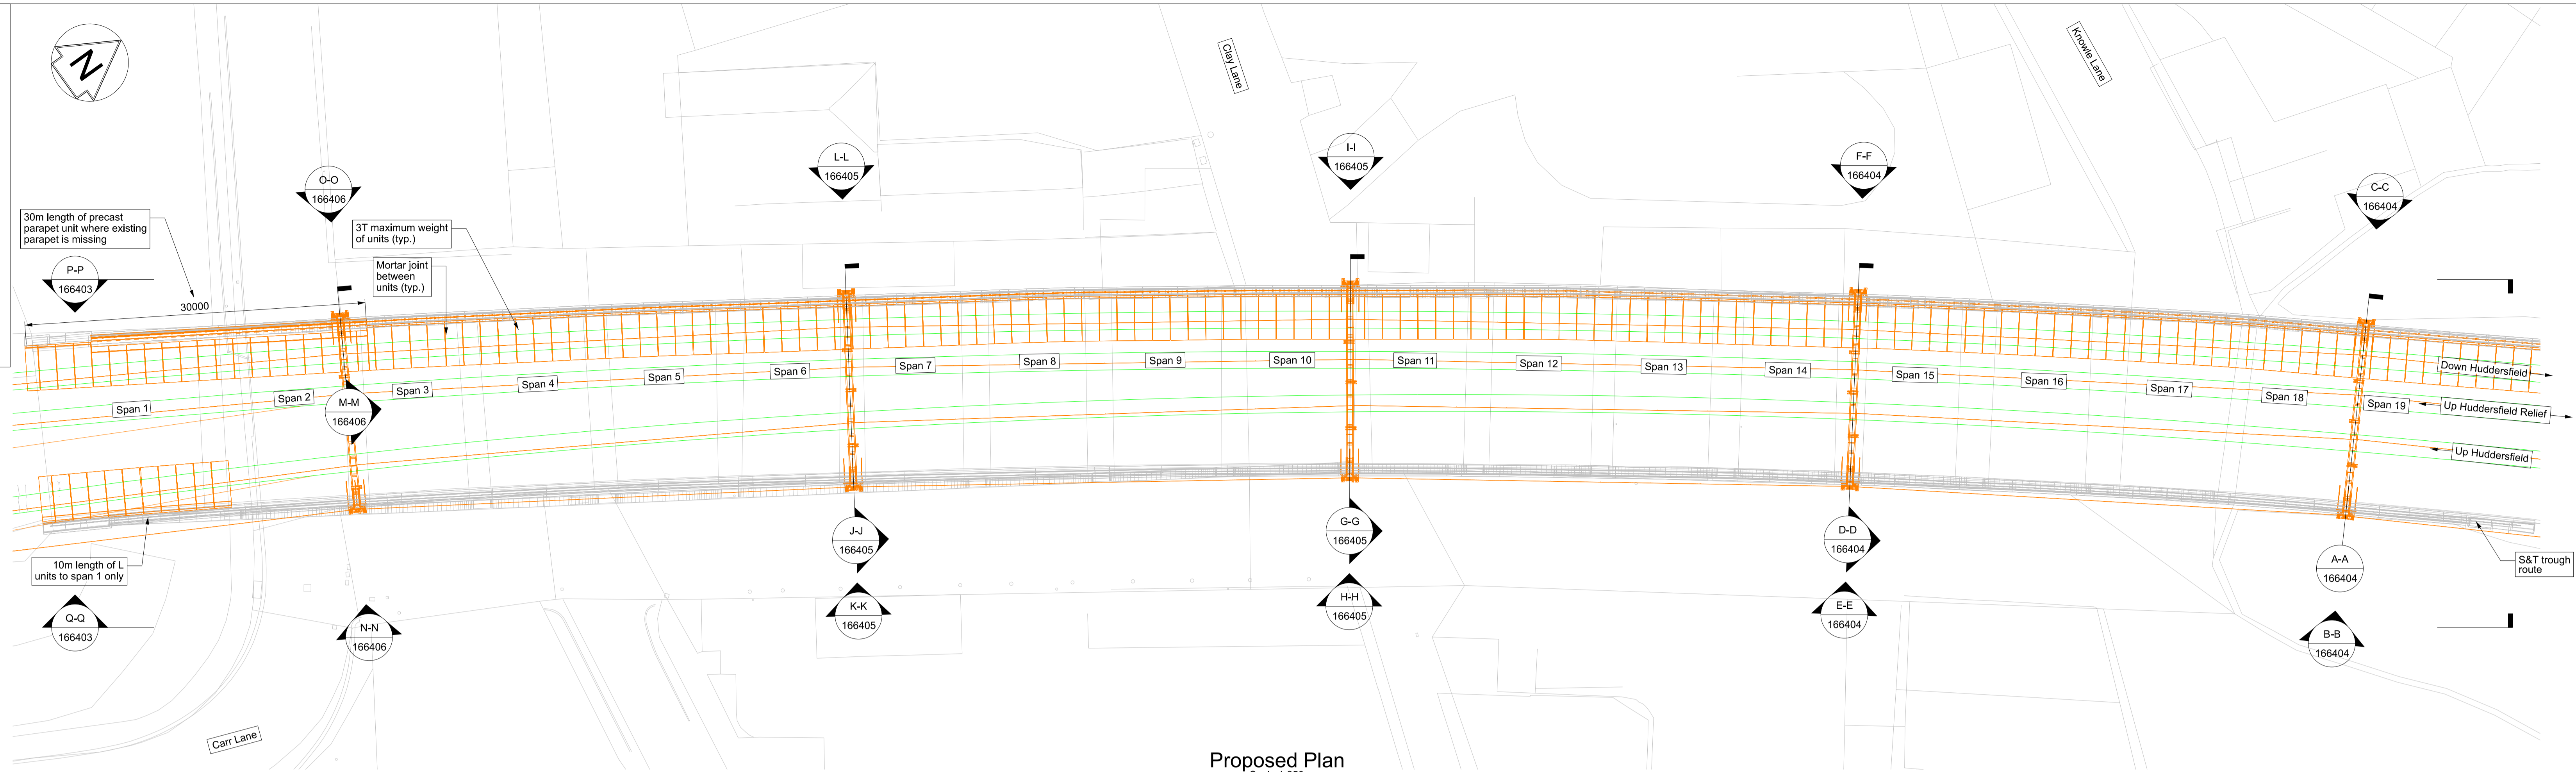 N
Clay Lane
Knowle Lane
O-O
166406
L-L
166405
I-I
166405
F-F
166404
C-C
166404
30m length of precast
parapet unit where existing
parapet is missing
3T maximum weight
of units (typ.)
Mortar joint
between
units (typ.)
P-P
166403
30000
Span 1
Span 2
Span 3
Span 4
Span 5
Span 6
Span 7
Span 8
Span 9
Span 10
Span 11
Span 12
Span 13
Span 14
Span 15
Span 16
Span 17
Span 18
Span 19
Down Huddersfield
Up Huddersfield Relief
Up Huddersfield
M-M
166406
J-J
166405
G-G
166405
D-D
166404
A-A
166404
S&T trough
route
10m length of L
units to span 1 only
Q-Q
166403
N-N
166406
K-K
166405
H-H
166405
E-E
166404
B-B
166404
Carr Lane
Proposed Plan